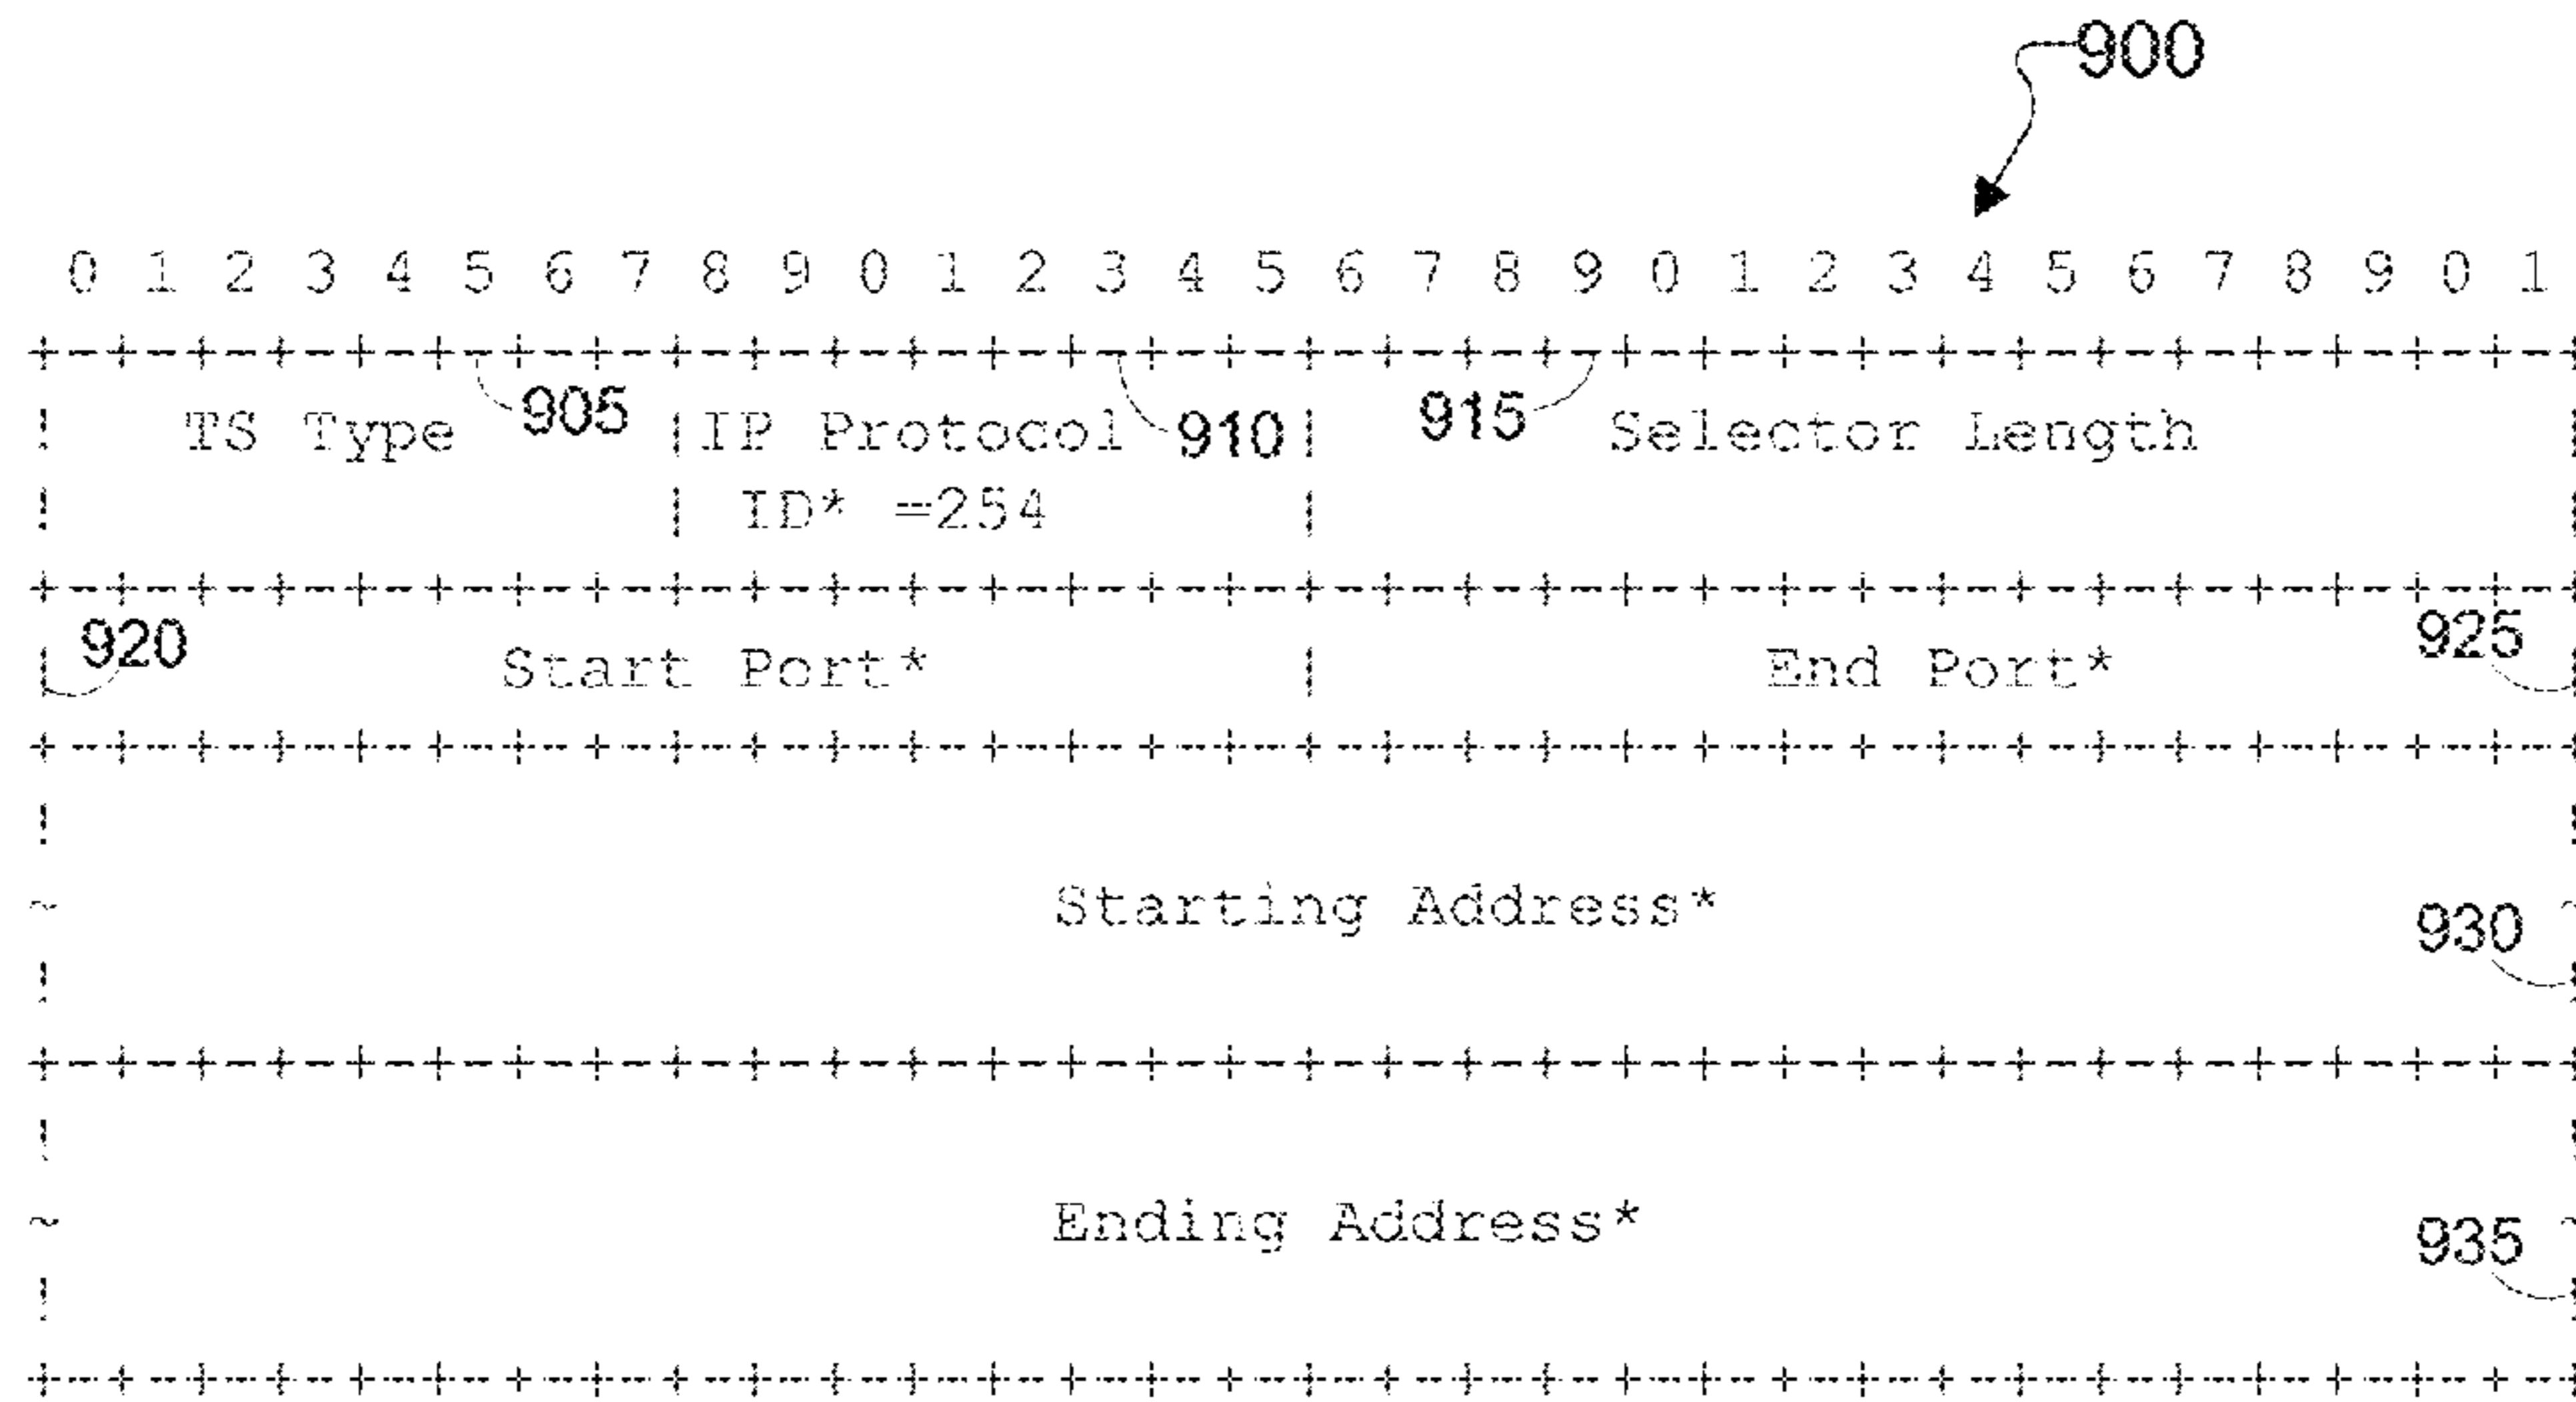 900
0 1 2 3 4 5 6 7 8 9 0 1 2 3 4 5 6 7 8 9 0 1 2 3 4 5 6 7 8 9 0 1
+-+-+-+-+-+-+-+-+-+-+-+-+-+-+-+-+-+-+-+-+-+-+-+-+-+-+-+-+-+-+-+-+
! TS Type 905 |IP Protocol 910| 915 Selector Length |
! | ID* =254 | |
+-+-+-+-+-+-+-+-+-+-+-+-+-+-+-+-+-+-+-+-+-+-+-+-+-+-+-+-+-+-+-+-+
| 920 Start Port* | End Port* 925 |
+-+-+-+-+-+-+-+-+-+-+-+-+-+-+-+-+-+-+-+-+-+-+-+-+-+-+-+-+-+-+-+-+
! !
~ Starting Address* 930 ~
! !
+-+-+-+-+-+-+-+-+-+-+-+-+-+-+-+-+-+-+-+-+-+-+-+-+-+-+-+-+-+-+-+-+
! !
~ Ending Address* 935 ~
! !
+-+-+-+-+-+-+-+-+-+-+-+-+-+-+-+-+-+-+-+-+-+-+-+-+-+-+-+-+-+-+-+-+